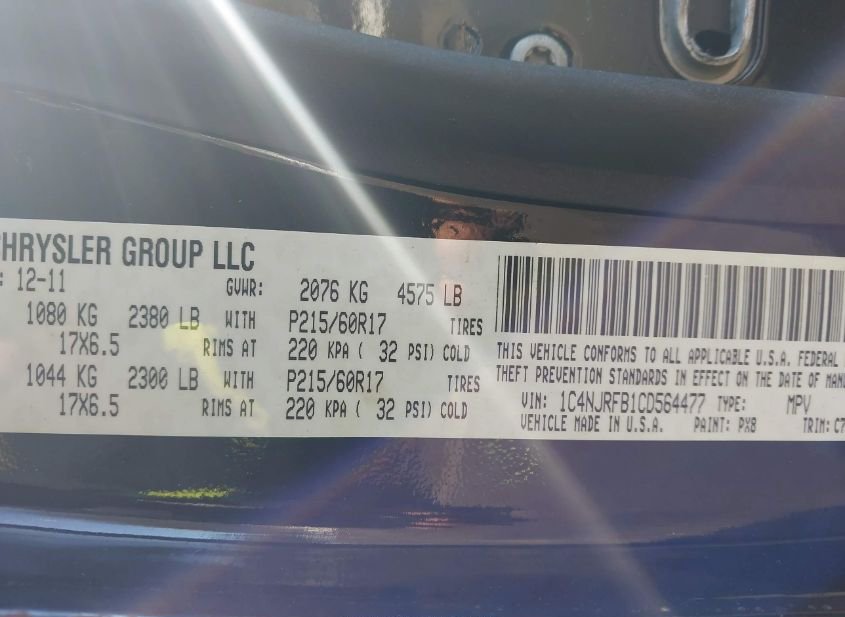 CHRYSLER GROUP LLC
: 12-11 GVWR: 2076 KG 4575 LB
1080 KG 2380 LB WITH P215/60R17 TIRES
17X6.5 RIMS AT 220 KPA ( 32 PSI) COLD
1044 KG 2300 LB WITH P215/60R17 TIRES
17X6.5 RIMS AT 220 KPA ( 32 PSI) COLD
THIS VEHICLE CONFORMS TO ALL APPLICABLE U.S.A. FEDERAL
THEFT PREVENTION STANDARDS IN EFFECT ON THE DATE OF MAN
VIN: 1C4NJRFB1CD564477 TYPE: MPV
VEHICLE MADE IN U.S.A. PAINT: PX8 TRIM: C7